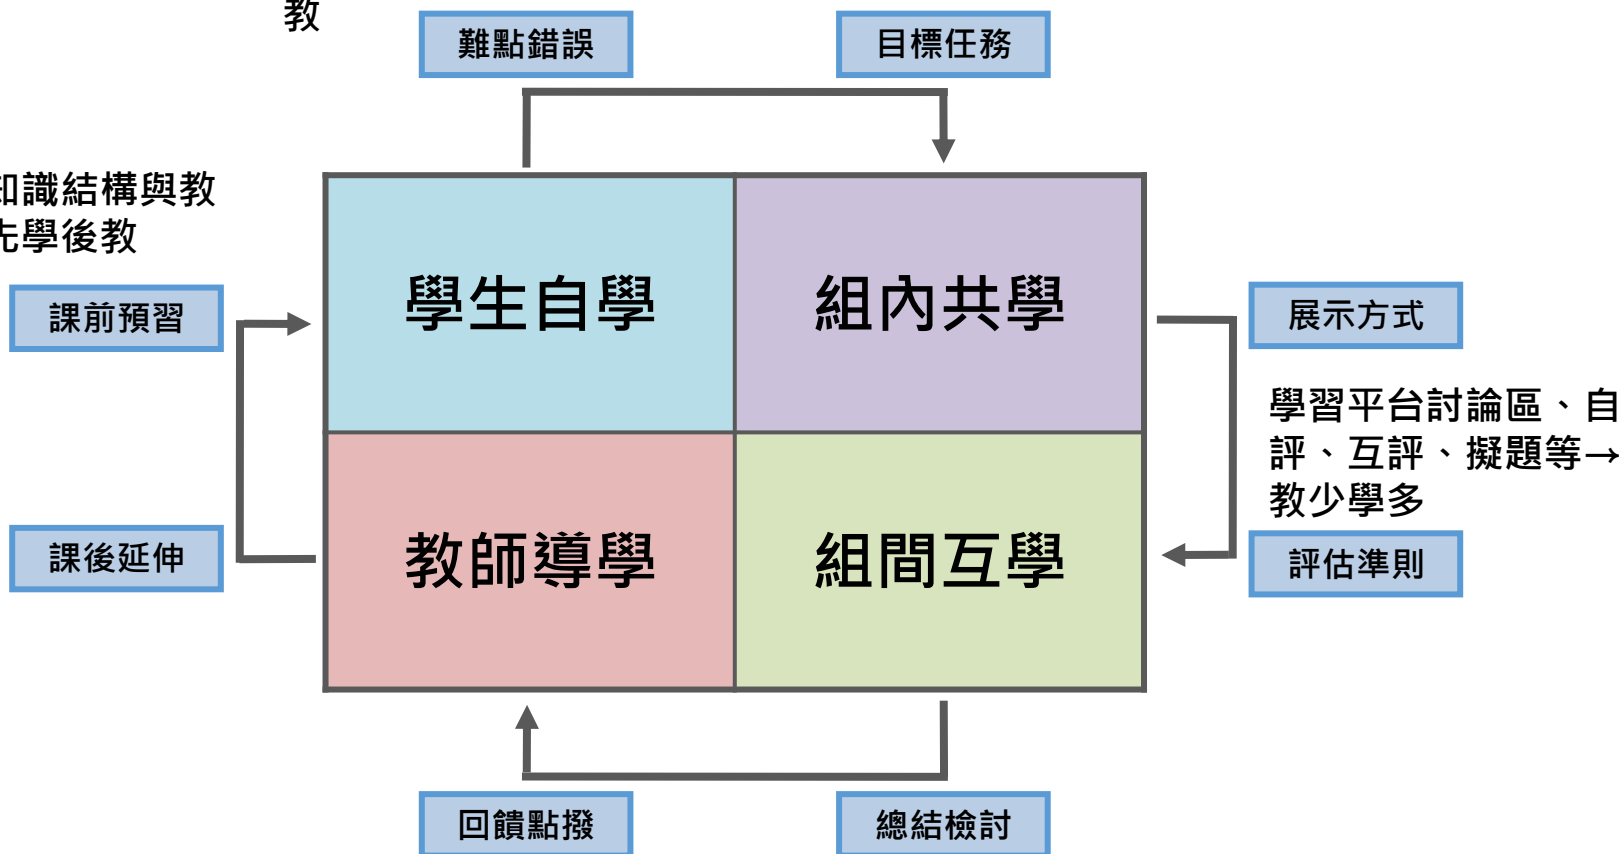 教
難點錯誤
目標任務
知識結構與教
先學後教
學生自學
組內共學
課前預習
展示方式
學習平台討論區、自
評、互評、擬題等→
教少學多
課後延伸
教師導學
組間互學
評估準則
回饋點撥
總結檢討